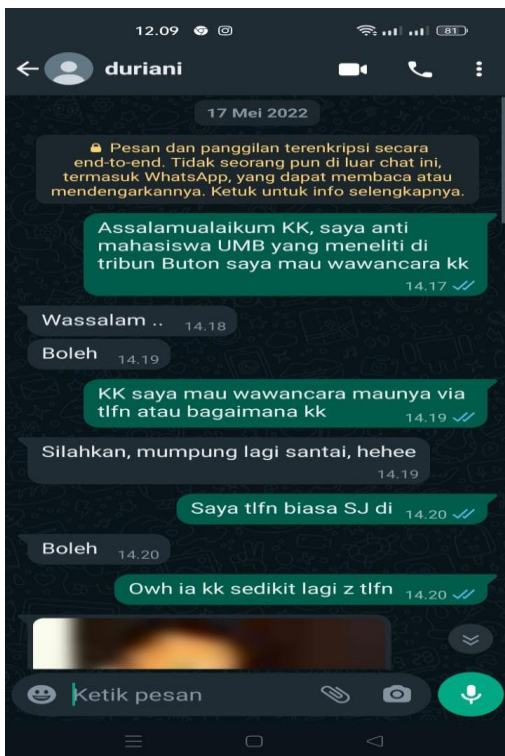 12.09
81
duriani
17 Mei 2022
Pesan dan panggilan terenkripsi secara
end-to-end. Tidak seorang pun di luar chat ini,
termasuk WhatsApp, yang dapat membaca atau
mendengarkannya. Ketuk untuk info selengkapnya.
Assalamualaikum KK, saya anti
mahasiswa UMB yang meneliti di
tribun Buton saya mau wawancara kk
14.17
Wassalam .. 14.18
Boleh 14.19
KK saya mau wawancara maunya via
tlfn atau bagaimana kk 14.19
Silahkan, mumpung lagi santai, hehee
14.19
Saya tlfn biasa SJ di 14.20
Boleh 14.20
Owh ia kk sedikit lagi z tlfn 14.20
Ketik pesan